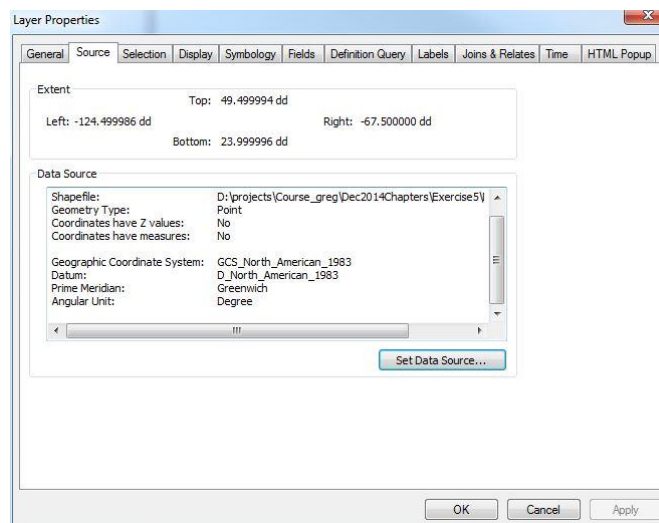 Layer Properties
General Source Selection Display Symbology Fields Definition Query Labels Joins & Relates Time HTML Popup
Extent
Top: 49.499994 dd
Left: -124.499986 dd Right: -67.500000 dd
Bottom: 23.999996 dd
Data Source
Shapefile: D:\projects\Course_greg\Dec2014Chapters\Exercise5\
Geometry Type: Point
Coordinates have Z values: No
Coordinates have measures: No
Geographic Coordinate System: GCS_North_American_1983
Datum: D_North_American_1983
Prime Meridian: Greenwich
Angular Unit: Degree
Set Data Source...
OK Cancel Apply